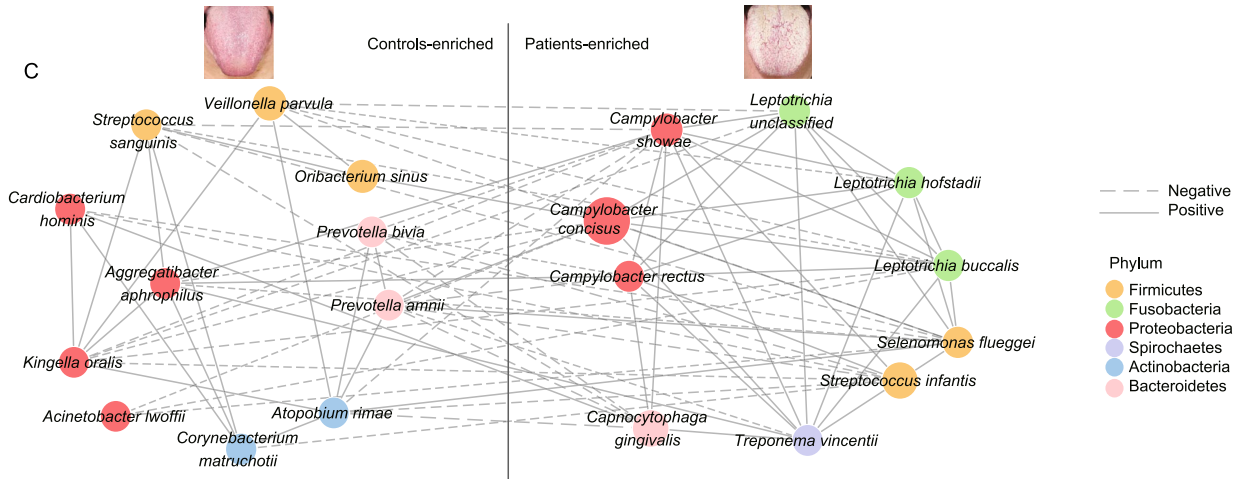 C
Controls-enriched
Patients-enriched
Veillonella parvula
Streptococcus
sanguinis
Oribacterium sinus
Cardiobacterium
hominis
Prevotella bivia
Aggregatibacter
aphrophilus
Prevotella amnii
Kingella oralis
Acinetobacter lwoffii
Atopobium rimae
Corynebacterium
matruchotii
Leptotrichia
unclassified
Campylobacter
showae
Leptotrichia hofstadii
Campylobacter
concisus
Leptotrichia buccalis
Campylobacter rectus
Selenomonas flueggei
Streptococcus infantis
Capnocytophaga
gingivalis
Treponema vincentii
Negative
Positive
Phylum
Firmicutes
Fusobacteria
Proteobacteria
Spirochaetes
Actinobacteria
Bacteroidetes